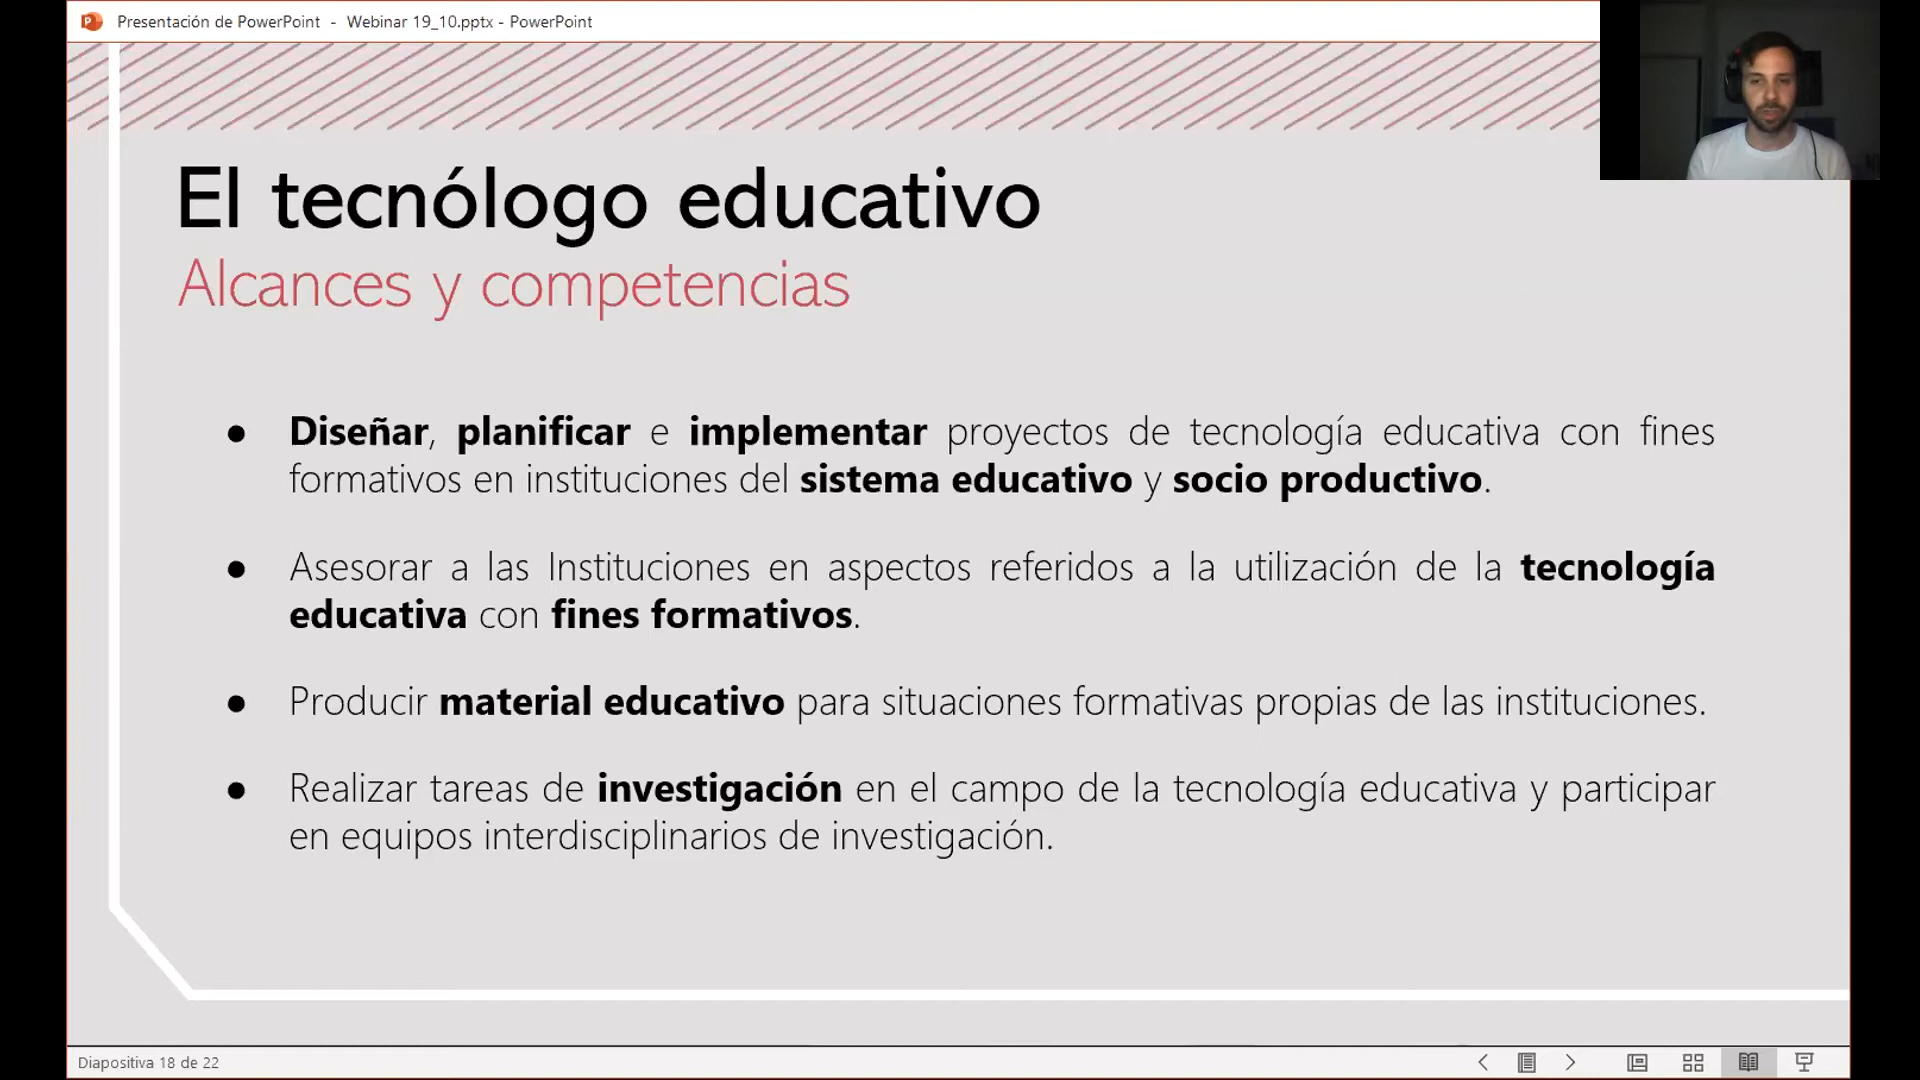 Presentación de PowerPoint - Webinar 19_10.pptx - PowerPoint
El tecnólogo educativo
Alcances y competencias
● Diseñar, planificar e implementar proyectos de tecnología educativa con fines
formativos en instituciones del sistema educativo y socio productivo.
● Asesorar a las Instituciones en aspectos referidos a la utilización de la tecnología
educativa con fines formativos.
● Producir material educativo para situaciones formativas propias de las instituciones.
● Realizar tareas de investigación en el campo de la tecnología educativa y participar
en equipos interdisciplinarios de investigación.
Diapositiva 18 de 22